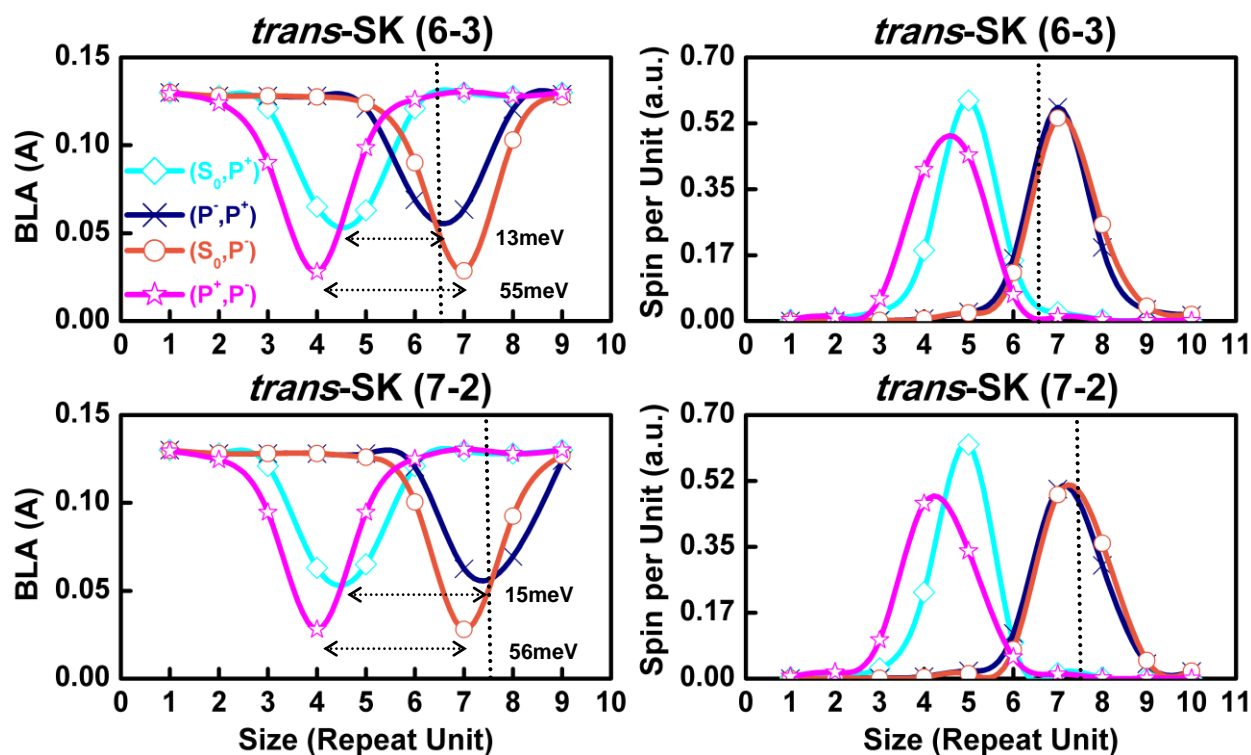 trans-SK (6-3)
BLA (A)
0.15
0.10
0.05
0.00
(S0,P+)
(P-,P+)
(S0,P-)
(P+,P-)
13meV
55meV
0 1 2 3 4 5 6 7 8 9 10
trans-SK (6-3)
Spin per Unit (a.u.)
0.70
0.52
0.35
0.17
0.00
0 1 2 3 4 5 6 7 8 9 10 11
trans-SK (7-2)
BLA (A)
0.15
0.10
0.05
0.00
15meV
56meV
0 1 2 3 4 5 6 7 8 9 10
Size (Repeat Unit)
trans-SK (7-2)
Spin per Unit (a.u.)
0.70
0.52
0.35
0.17
0.00
0 1 2 3 4 5 6 7 8 9 10 11
Size (Repeat Unit)